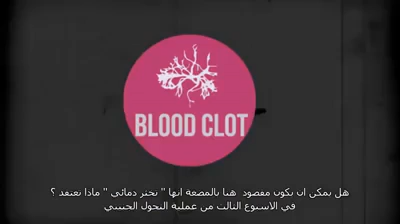 BLOOD CLOT
هل يمكن ان يكون مقصود هنا بالمضعة انها " تخثر دمائي " ماذا تعتقد ؟
في الاسبوع الثالث من عملية التحول الجنيني